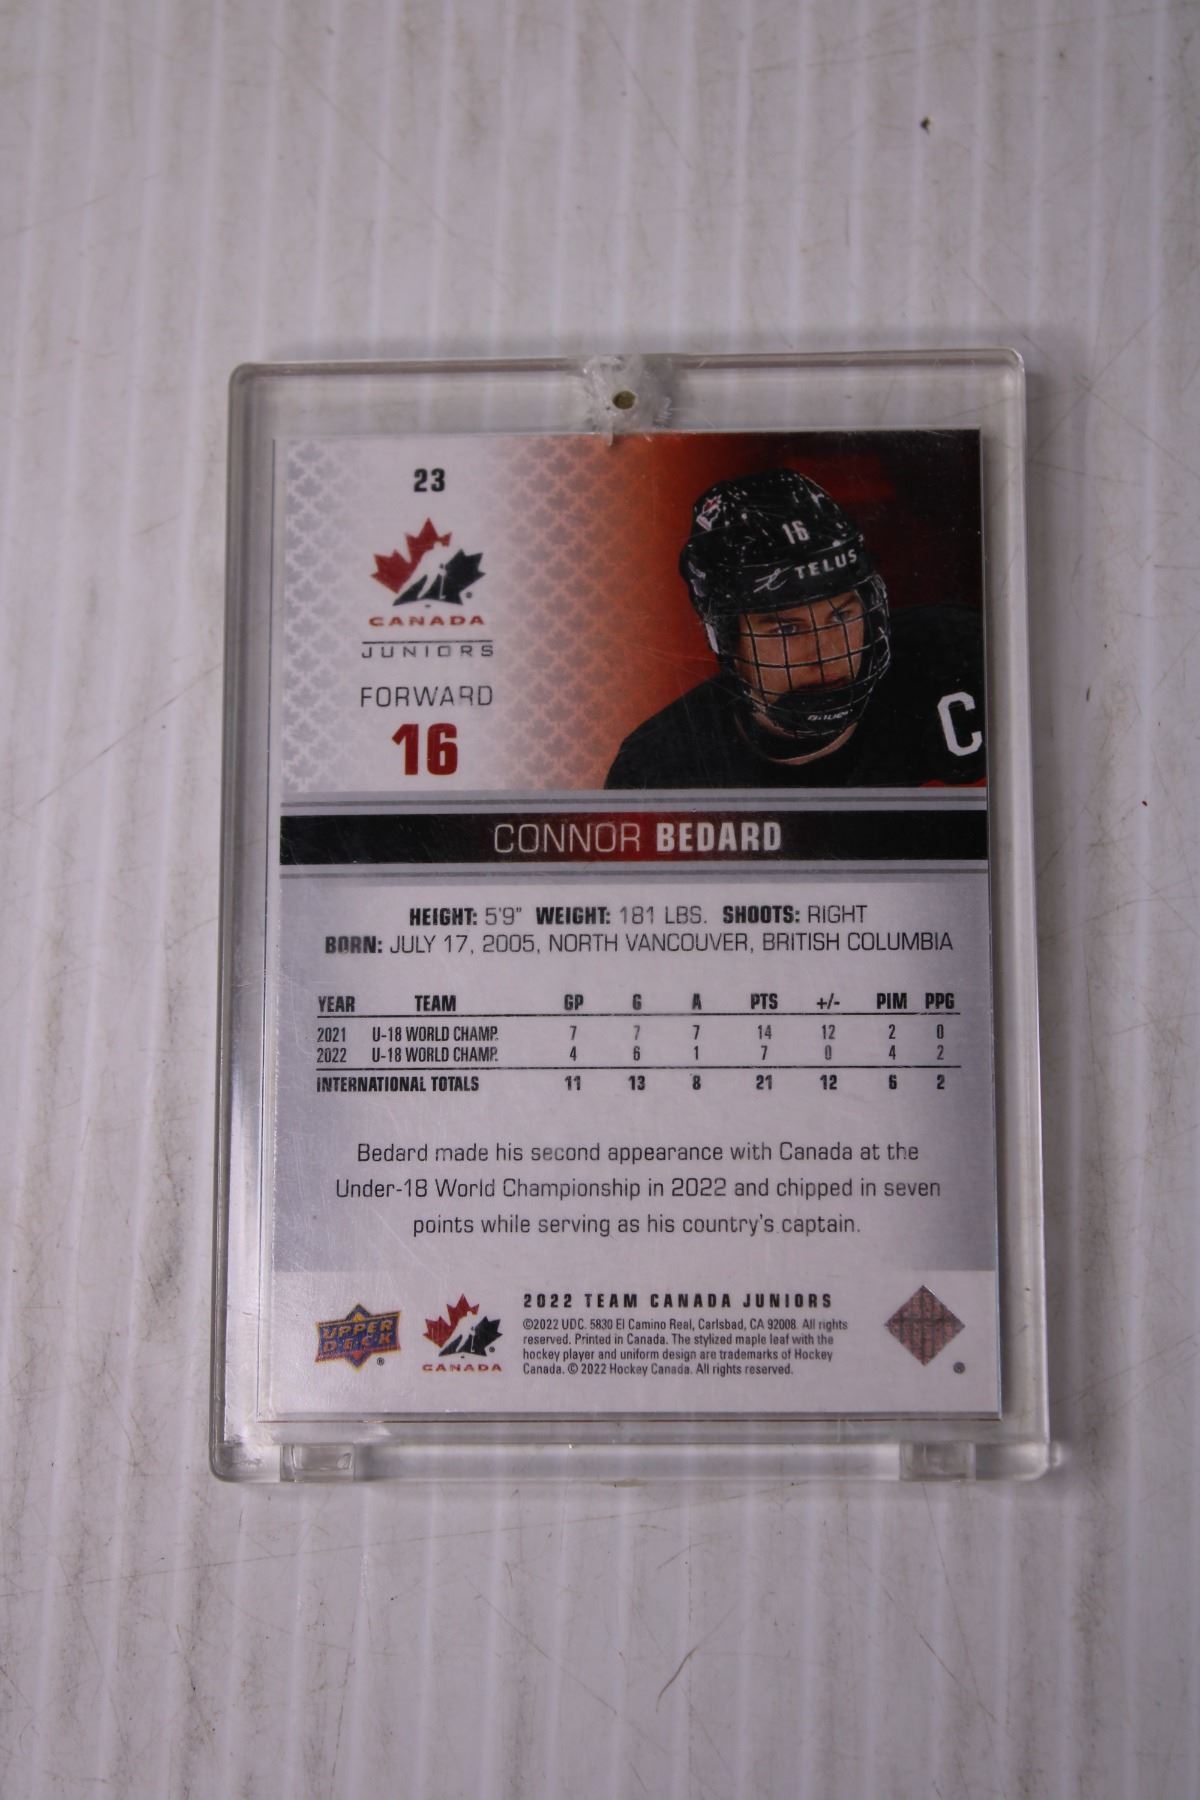 23
CANADA
JUNIORS
FORWARD
16
16
TELUS
BAUER
C
CONNOR BEDARD
HEIGHT: 5'9" WEIGHT: 181 LBS. SHOOTS: RIGHT
BORN: JULY 17, 2005, NORTH VANCOUVER, BRITISH COLUMBIA
YEAR TEAM GP G A PTS +/- PIM PPG
2021 U-18 WORLD CHAMP. 7 7 7 14 12 2 0
2022 U-18 WORLD CHAMP. 4 6 1 7 0 4 2
INTERNATIONAL TOTALS 11 13 8 21 12 6 2
Bedard made his second appearance with Canada at the
Under-18 World Championship in 2022 and chipped in seven
points while serving as his country's captain.
UPPER
DECK
®
CANADA
2022 TEAM CANADA JUNIORS
©2022 UDC. 5830 El Camino Real, Carlsbad, CA 92008. All rights
reserved. Printed in Canada. The stylized maple leaf with the
hockey player and uniform design are trademarks of Hockey
Canada. © 2022 Hockey Canada. All rights reserved.
®